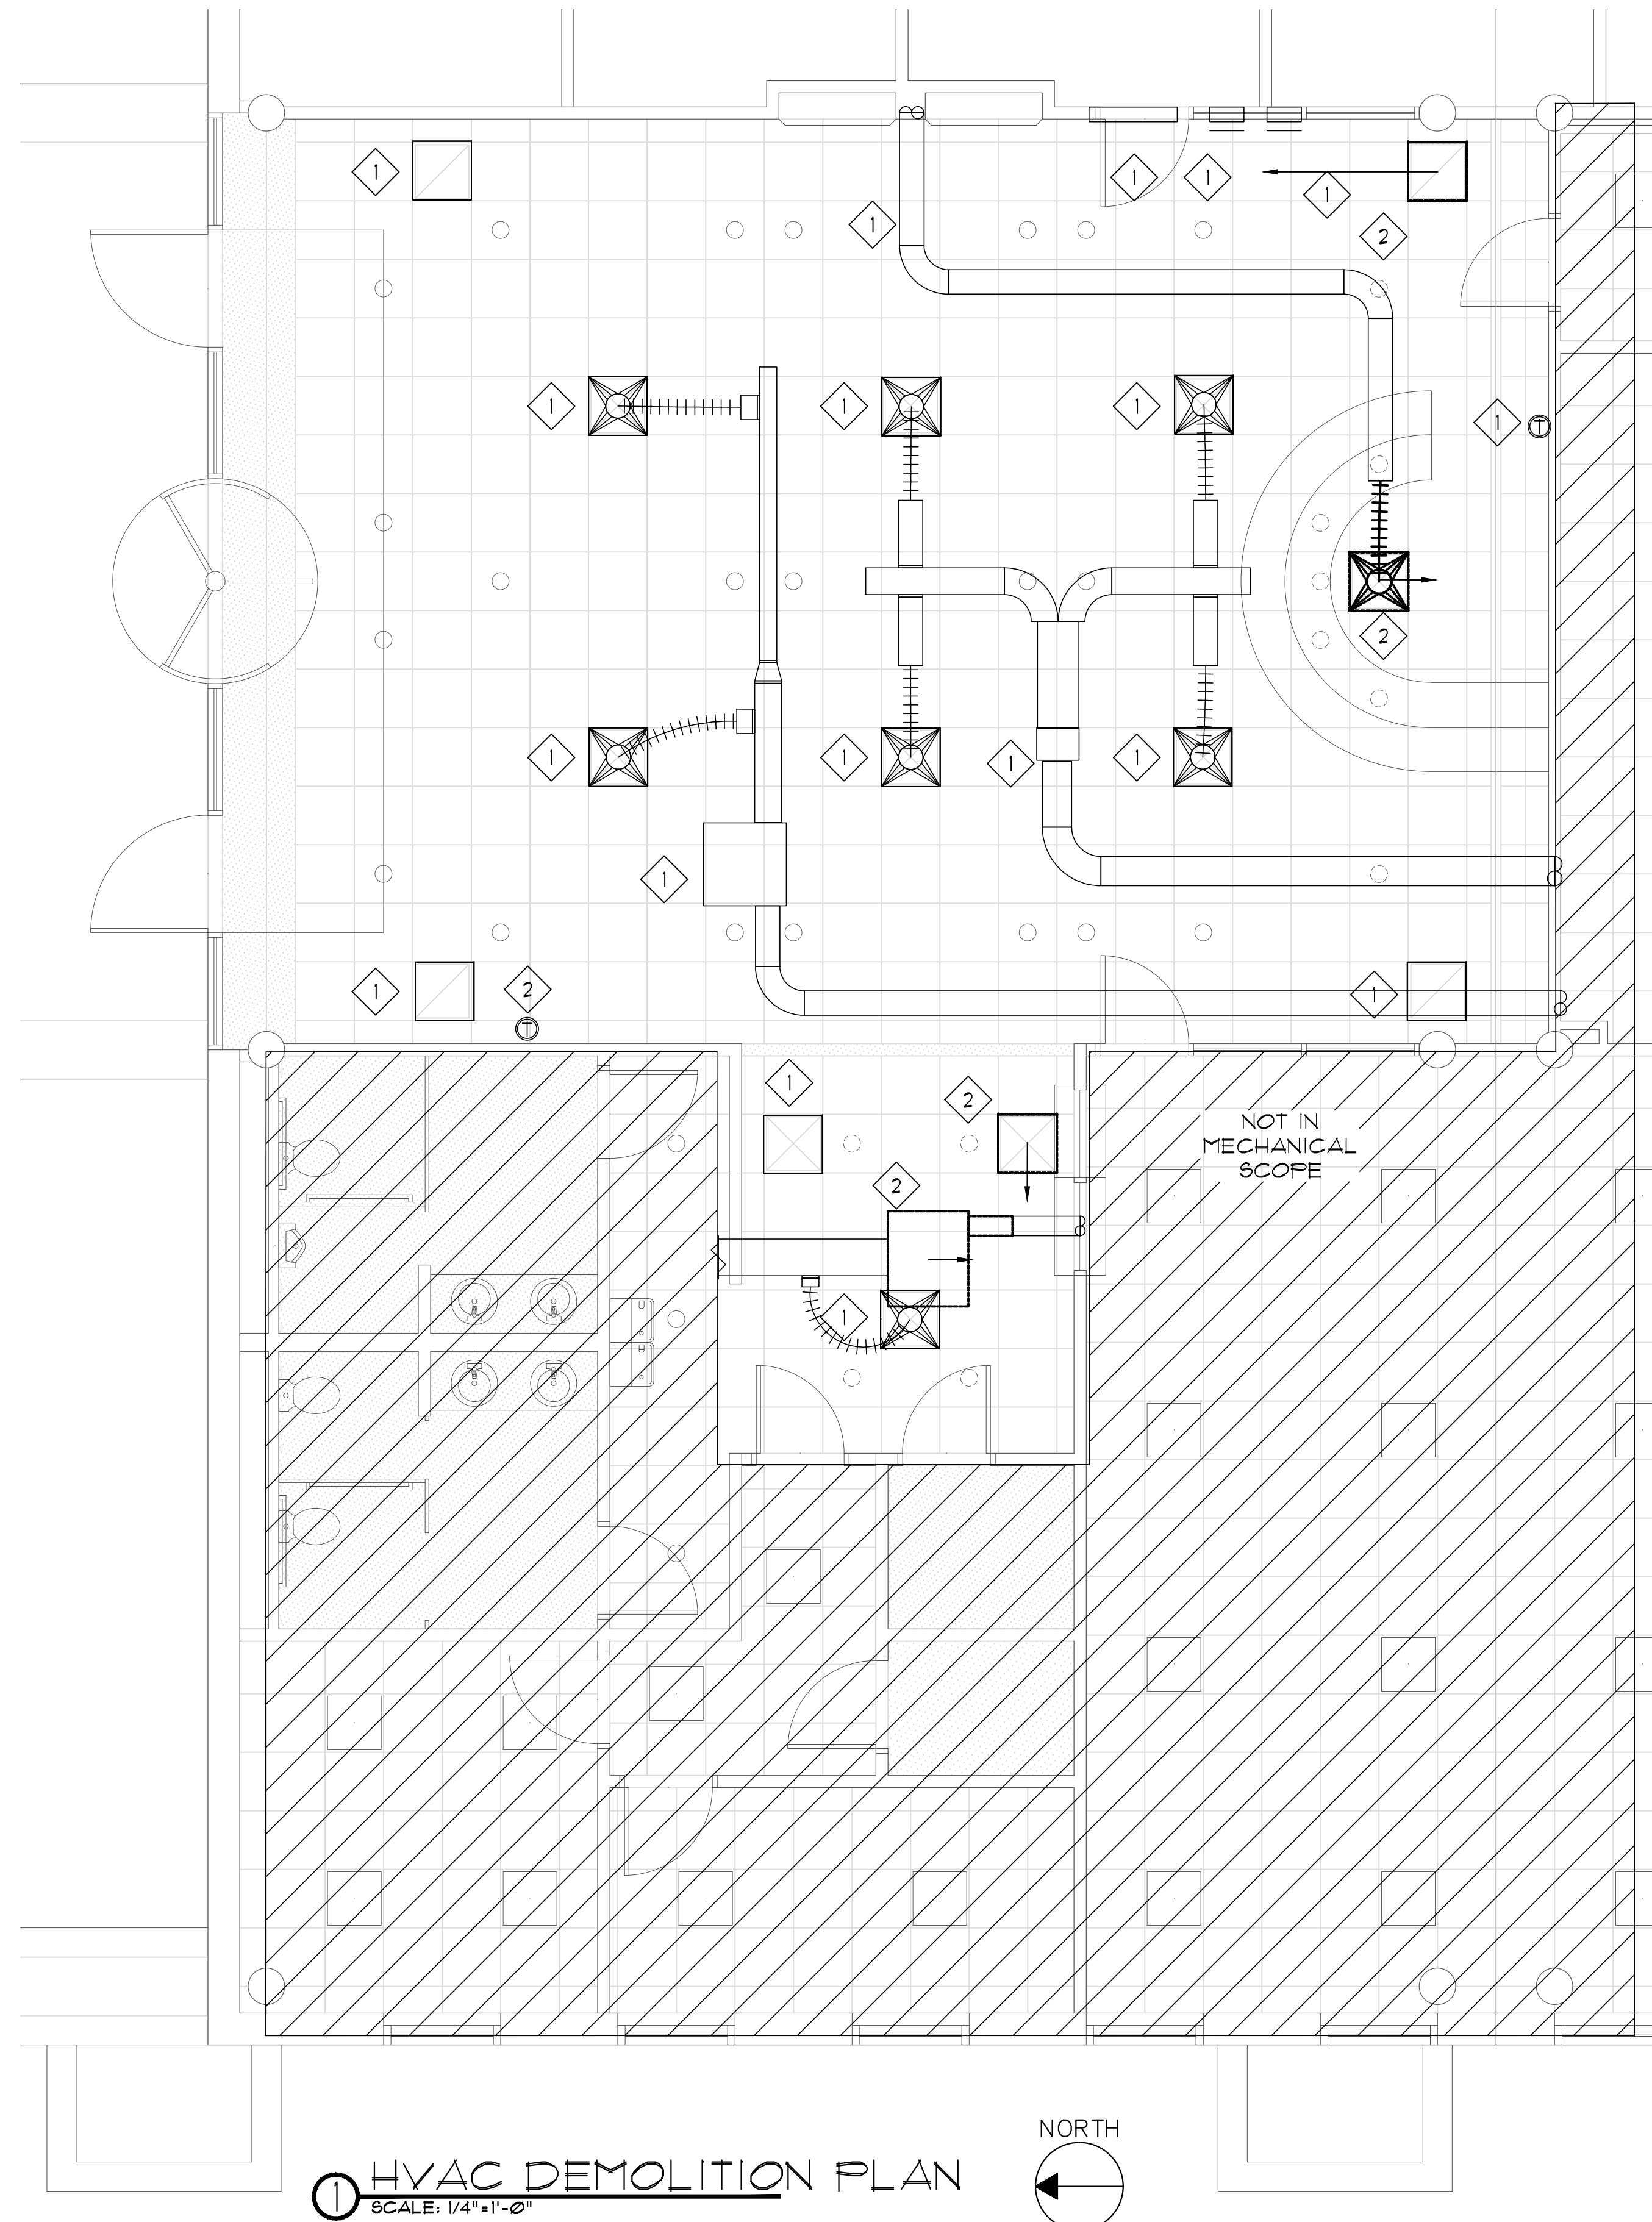 1 1 1 1
1 2
1 1 1 1 T
2
1 1 1 1
1
1 2 1
T
1 2
NOT IN
MECHANICAL
SCOPE
2
1
NORTH
1 HVAC DEMOLITION PLAN
SCALE: 1/4"=1'-0"